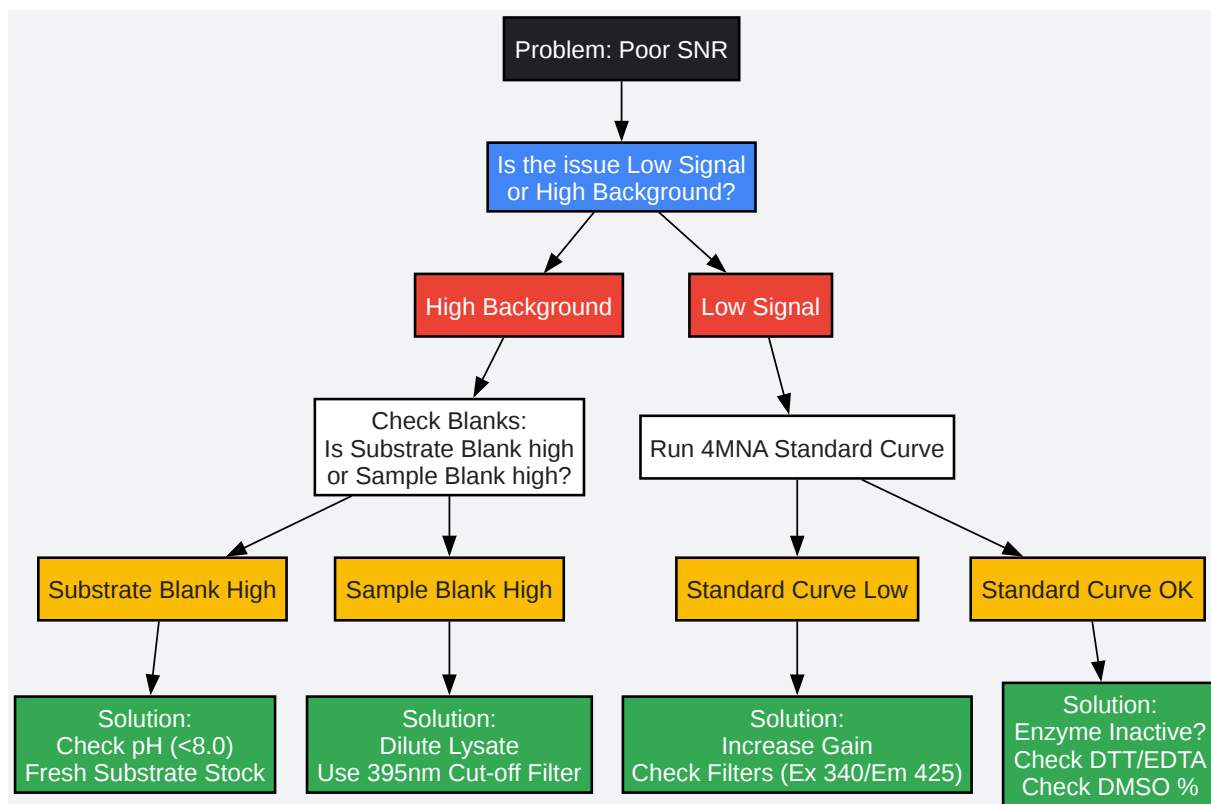 Problem: Poor SNR
Is the issue Low Signal
or High Background?
High Background
Low Signal
Check Blanks:
Is Substrate Blank high
or Sample Blank high?
Run 4MNA Standard Curve
Substrate Blank High
Sample Blank High
Standard Curve Low
Standard Curve OK
Solution:
Check pH (<8.0)
Fresh Substrate Stock
Solution:
Dilute Lysate
Use 395nm Cut-off Filter
Solution:
Increase Gain
Check Filters (Ex 340/Em 425)
Solution:
Enzyme Inactive?
Check DTT/EDTA
Check DMSO %